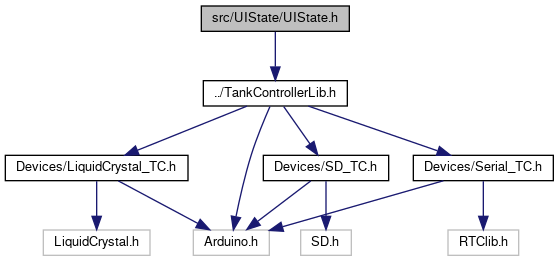 src/UIState/UIState.h
../TankControllerLib.h
Devices/LiquidCrystal_TC.h
Devices/SD_TC.h
Devices/Serial_TC.h
LiquidCrystal.h
Arduino.h
SD.h
RTClib.h